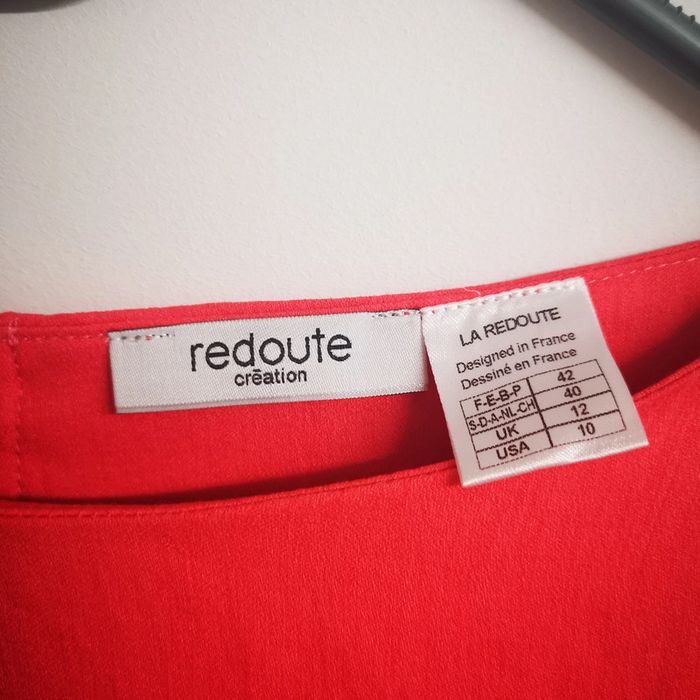 redoute
création
LA REDOUTE
Designed in France
Dessiné en France
F-E-B-P 42
S-D-A-NL-CH 40
UK 12
USA 10